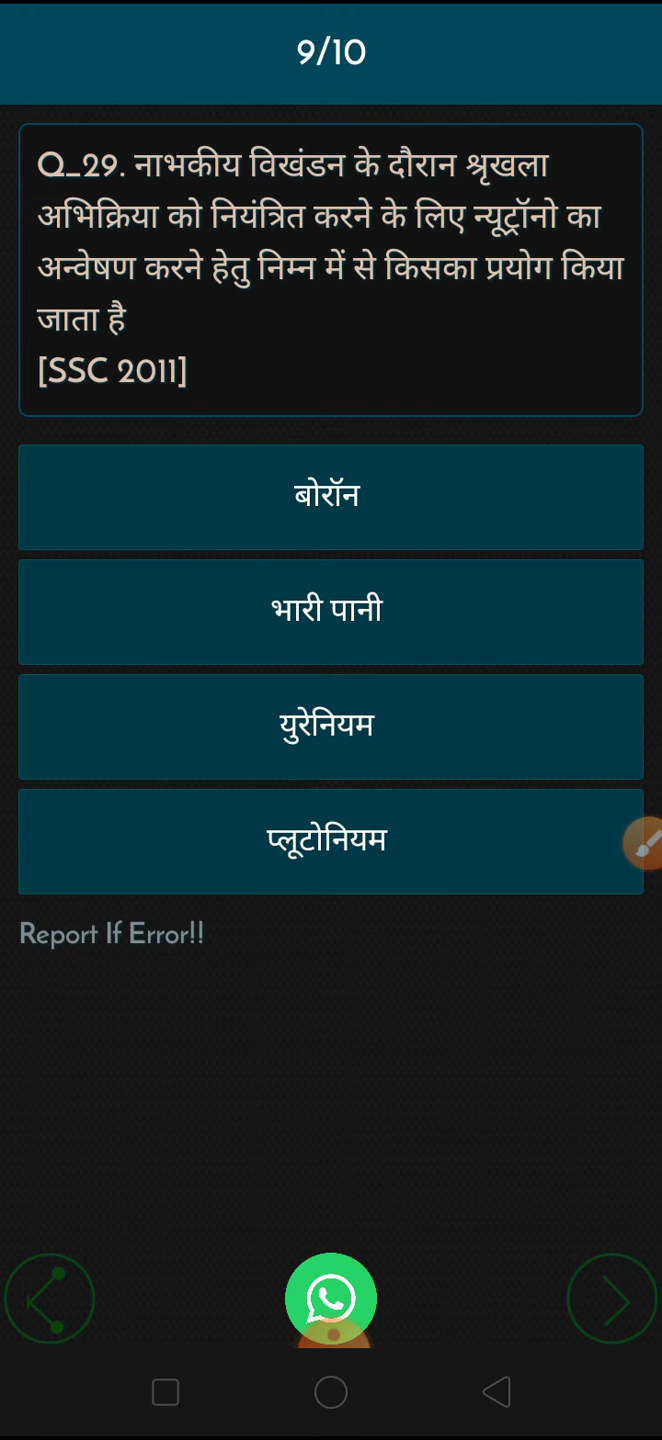 9/10
Q_29. नाभकीय विखंडन के दौरान श्रृखला
अभिक्रिया को नियंत्रित करने के लिए न्यूट्रॉनो का
अन्वेषण करने हेतु निम्न में से किसका प्रयोग किया
जाता है
[SSC 2011]
बोरॉन
भारी पानी
युरेनियम
प्लूटोनियम
Report If Error!!